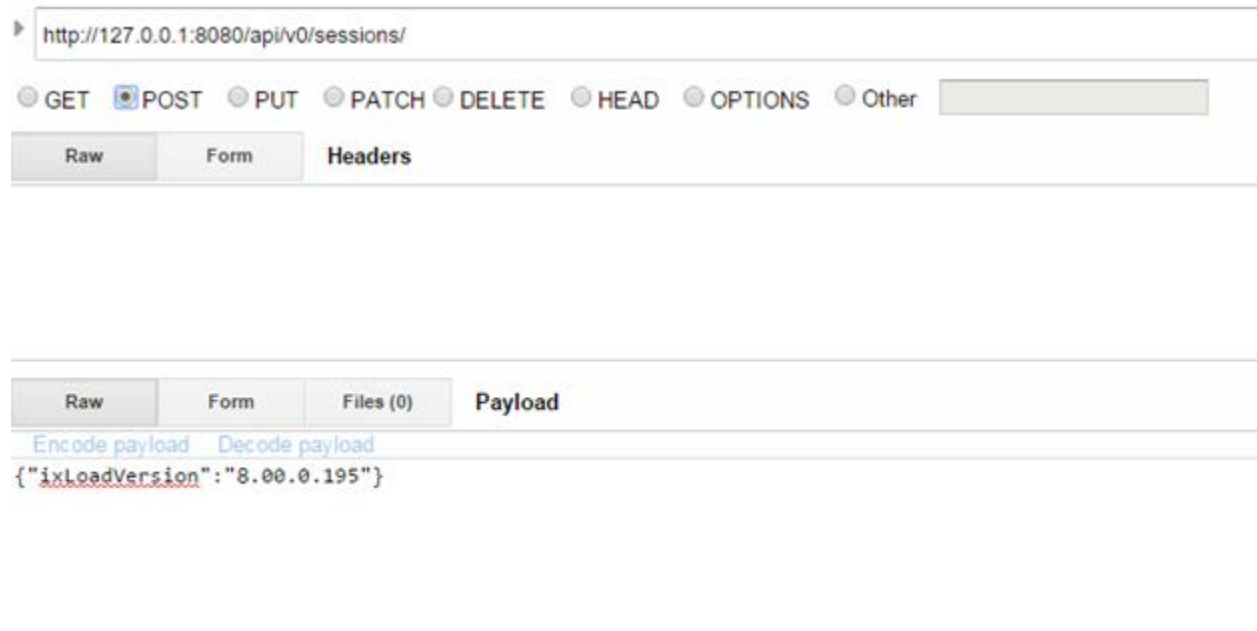 http://127.0.0.1:8080/api/v0/sessions/
GET POST PUT PATCH DELETE HEAD OPTIONS Other
Raw Form Headers
Raw Form Files (0) Payload
Encode payload Decode payload
{"ixLoadVersion":"8.00.0.195"}